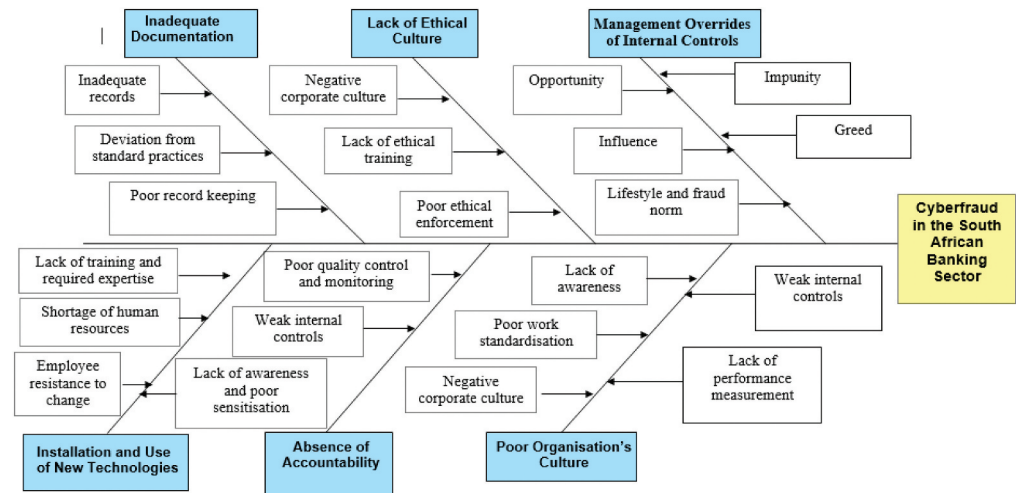 Inadequate
Documentation
Lack of Ethical
Culture
Management Overrides
of Internal Controls
Inadequate
records
Negative
corporate culture
Opportunity
Impunity
Deviation from
standard practices
Lack of ethical
training
Influence
Greed
Poor record keeping
Poor ethical
enforcement
Lifestyle and fraud
norm
Cyberfraud
in the South
African
Banking
Sector
Lack of training and
required expertise
Poor quality control
and monitoring
Lack of
awareness
Weak internal
controls
Shortage of human
resources
Weak internal
controls
Poor work
standardisation
Employee
resistance to
change
Lack of awareness
and poor
sensitisation
Negative
corporate culture
Lack of
performance
measurement
Installation and Use
of New Technologies
Absence of
Accountability
Poor Organisation's
Culture